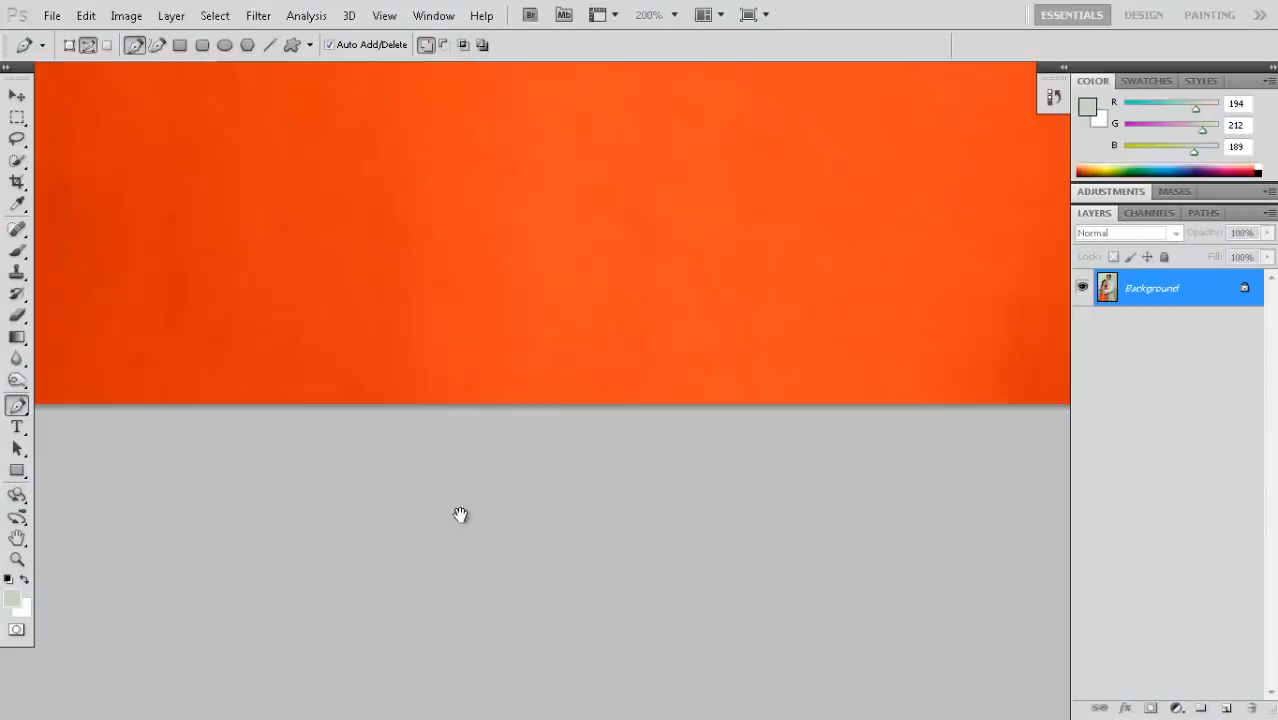 Ps File Edit Image Layer Select Filter Analysis 3D View Window Help Br Mb 200% ESSENTIALS DESIGN PAINTING
Auto Add/Delete
COLOR SWATCHES STYLES
R 194
G 212
B 189
ADJUSTMENTS MASKS
LAYERS CHANNELS PATHS
Normal Opacity: 100%
Lock: Fill: 100%
Background
T
fx